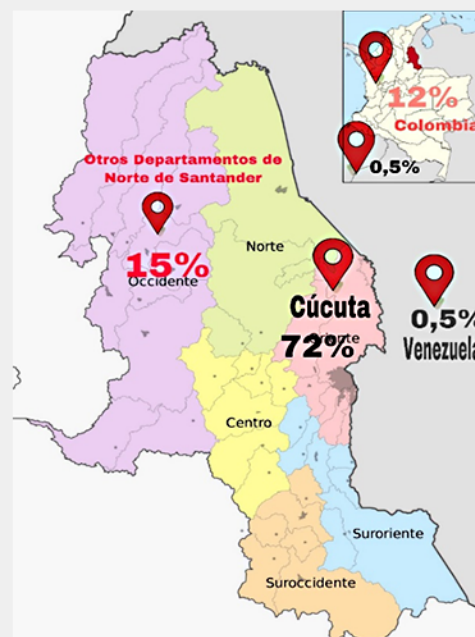 12%
Colombia
0,5%
Otros Departamentos de
Norte de Santander
15%
Occidente
Norte
Cúcuta
Oriente
72%
0,5%
Venezuela
Centro
Suroriente
Suroccidente